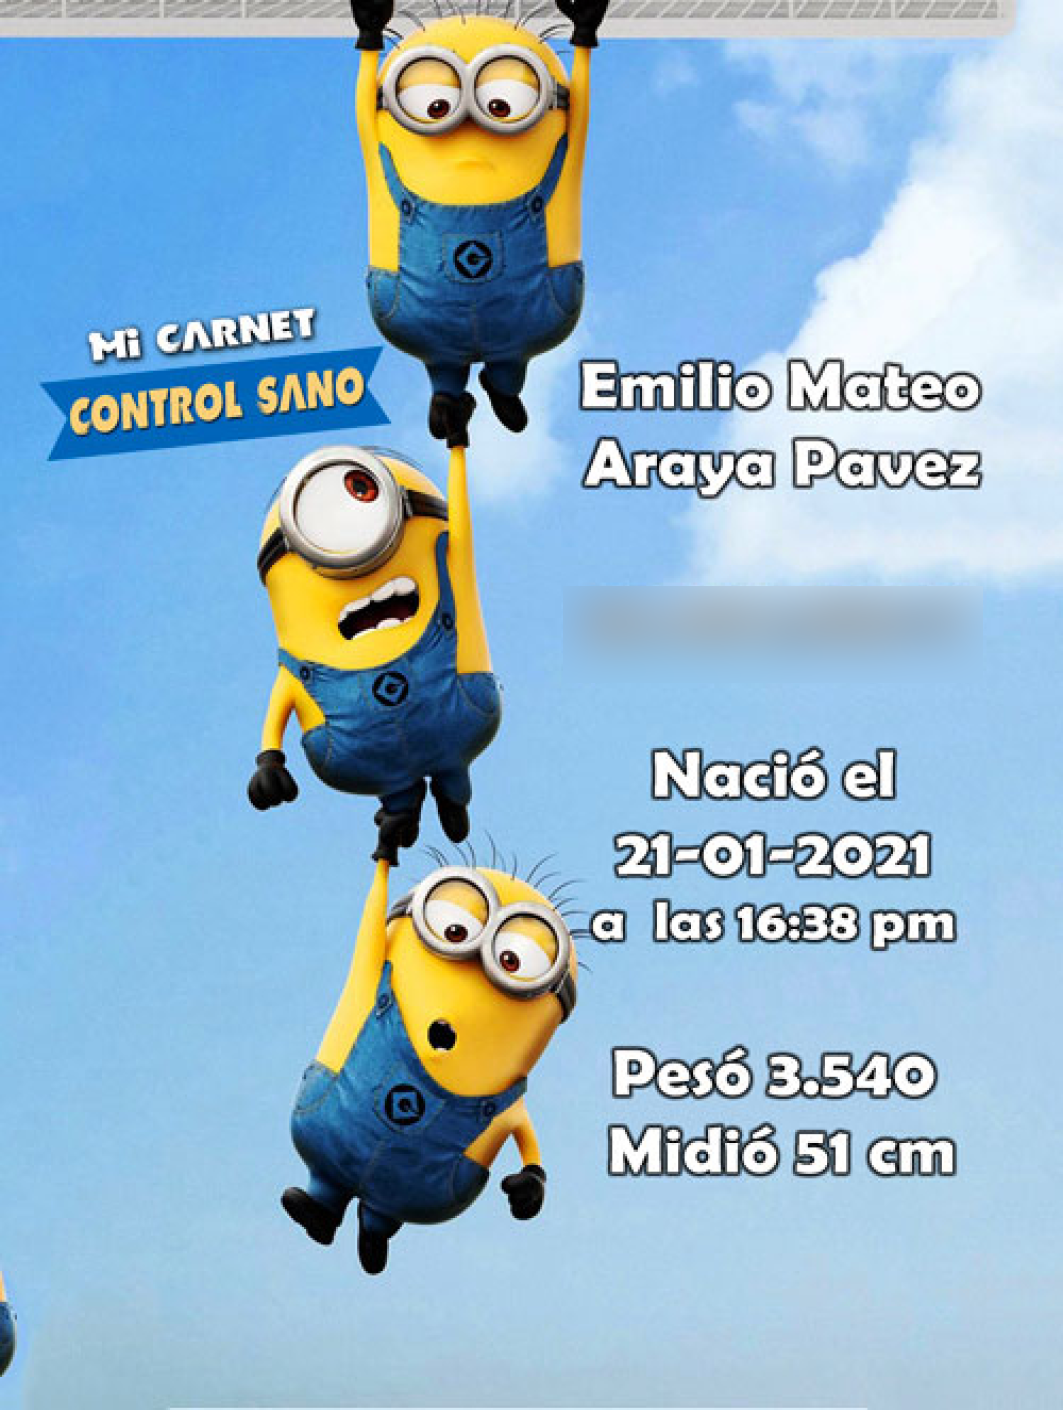 Mi CARNET
CONTROL SANO
Emilio Mateo
Araya Pavez
Nació el
21-01-2021
a las 16:38 pm
Pesó 3.540
Midió 51 cm